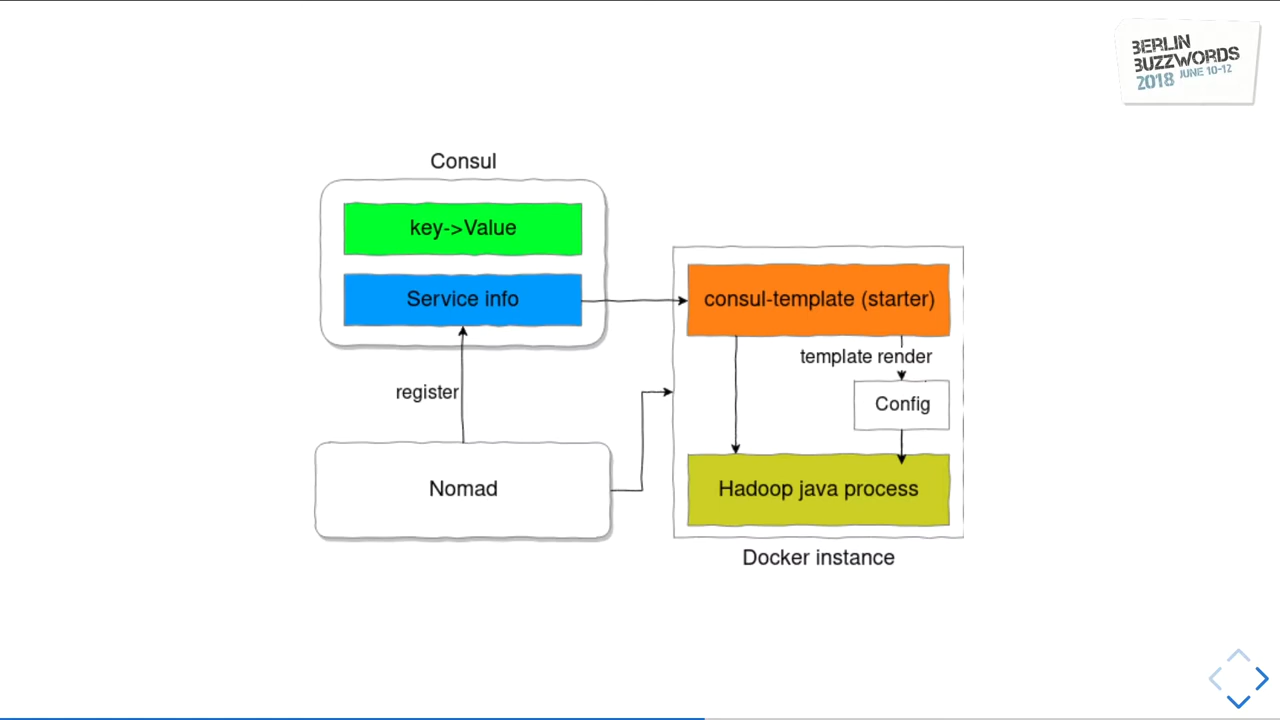 BERLIN
BUZZWORDS
2018 JUNE 10-12
Consul
key->Value
Service info
consul-template (starter)
template render
register
Config
Nomad
Hadoop java process
Docker instance